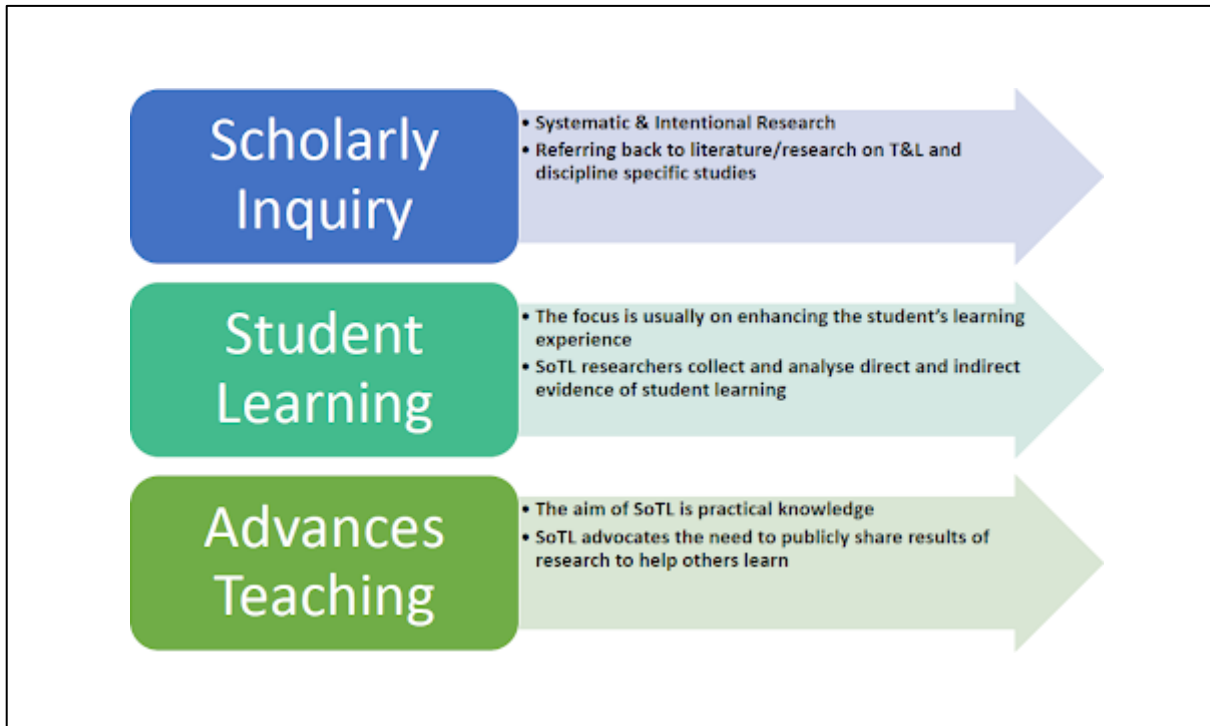 Scholarly
Inquiry
• Systematic & Intentional Research
• Referring back to literature/research on T&L and
discipline specific studies
Student
Learning
• The focus is usually on enhancing the student's learning
experience
• SoTL researchers collect and analyse direct and indirect
evidence of student learning
Advances
Teaching
• The aim of SoTL is practical knowledge
• SoTL advocates the need to publicly share results of
research to help others learn